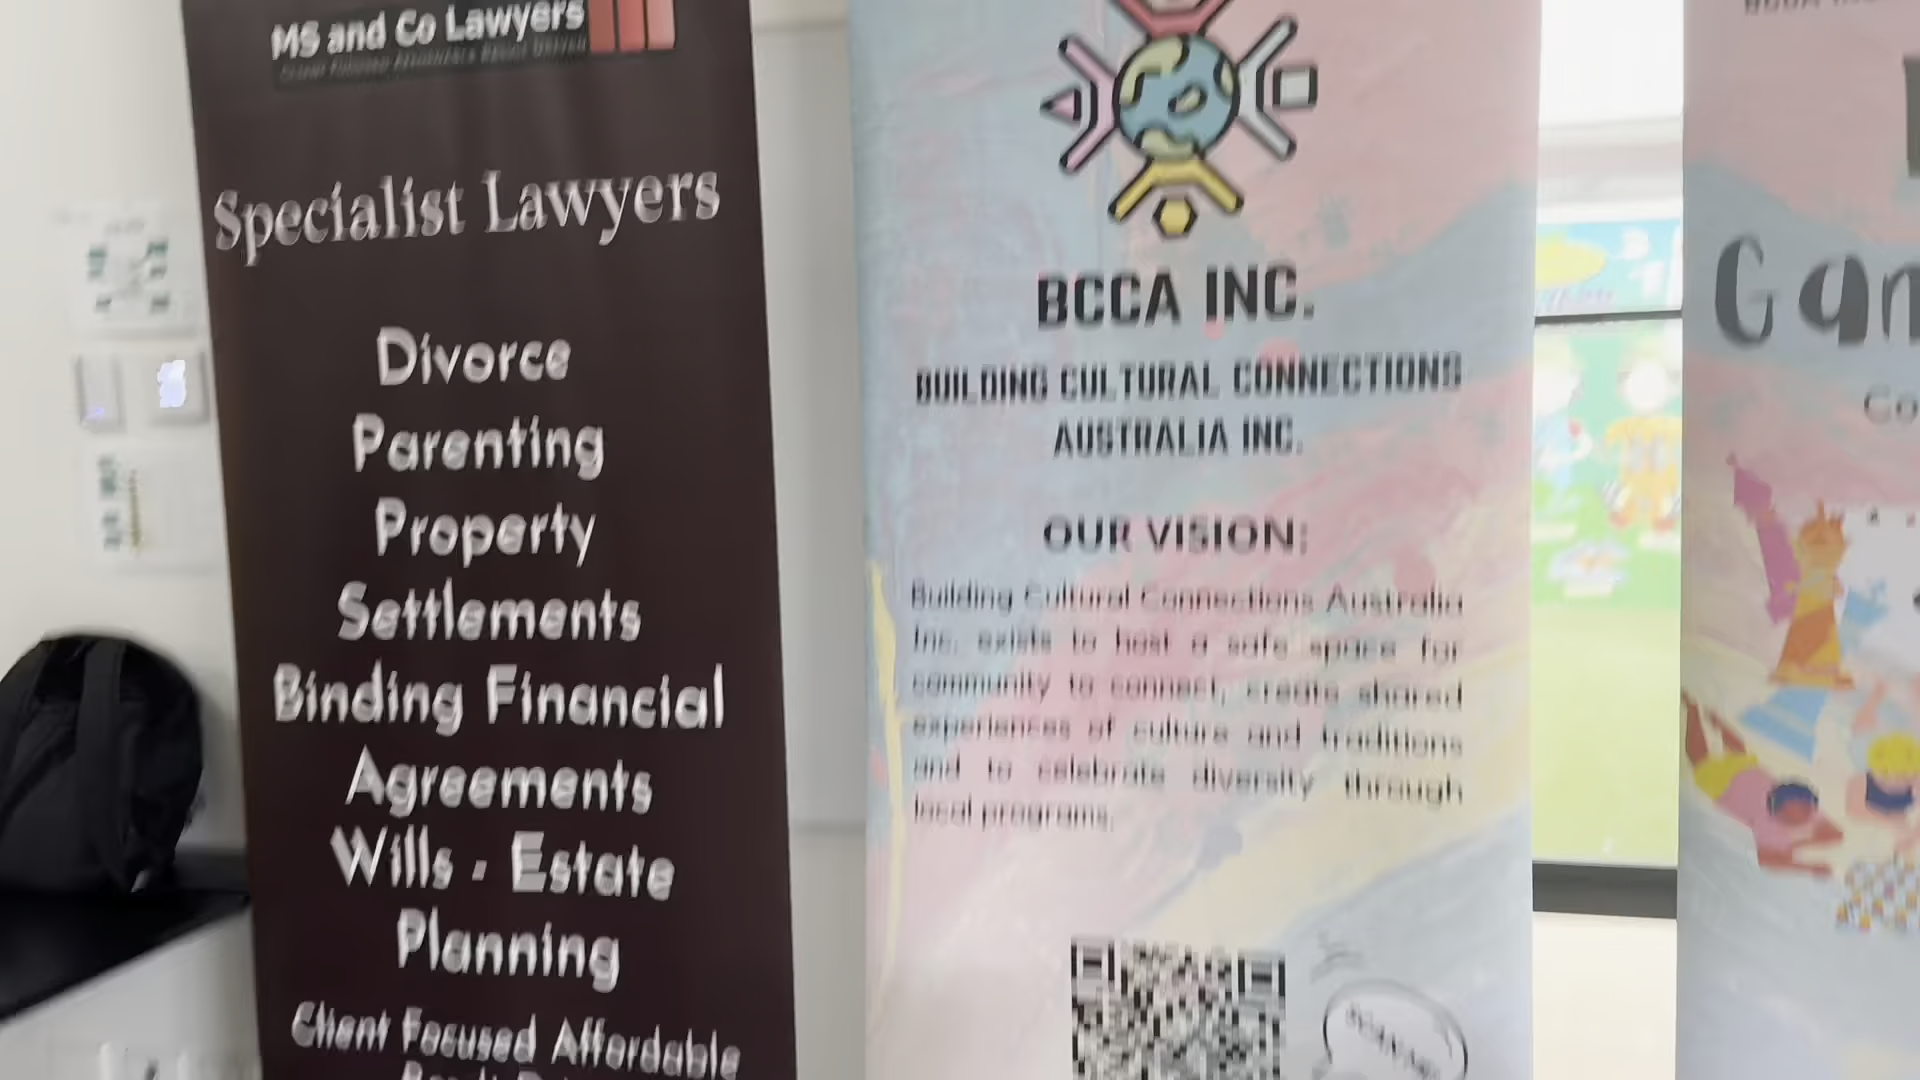 MS and Co Lawyers
Specialist Lawyers
Divorce
Parenting
Property
Settlements
Binding Financial
Agreements
Wills - Estate
Planning
Client Focused Affordable
BCCA INC.
BUILDING CULTURAL CONNECTIONS
AUSTRALIA INC.
OUR VISION:
Building Cultural Connections Australia
Inc. exists to host a safe space for
community to connect, create shared
experiences of culture and traditions
and to celebrate diversity through
local programs.